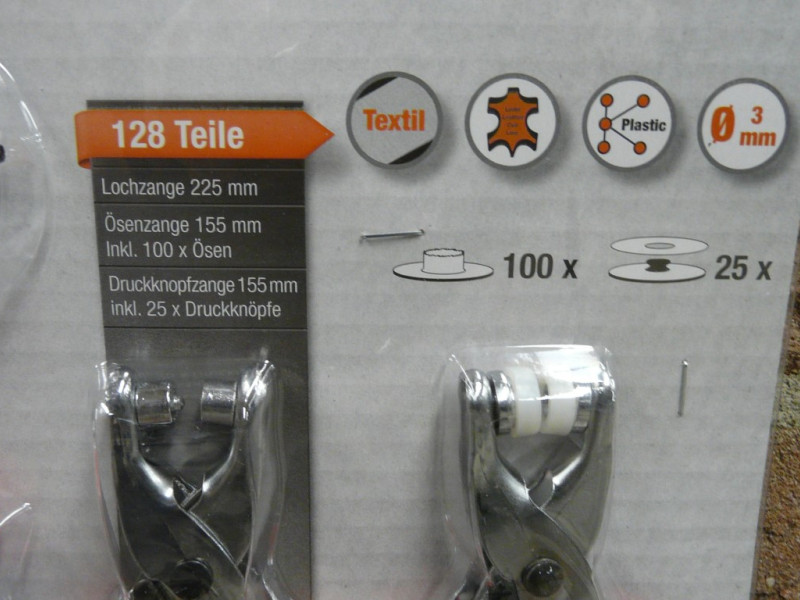 128 Teile
Lochzange 225 mm
Ösenzange 155 mm
Inkl. 100 x Ösen
Druckknopfzange 155 mm
inkl. 25 x Druckknöpfe
Textil
Plastic
Ø 3
mm
100 x
25 x